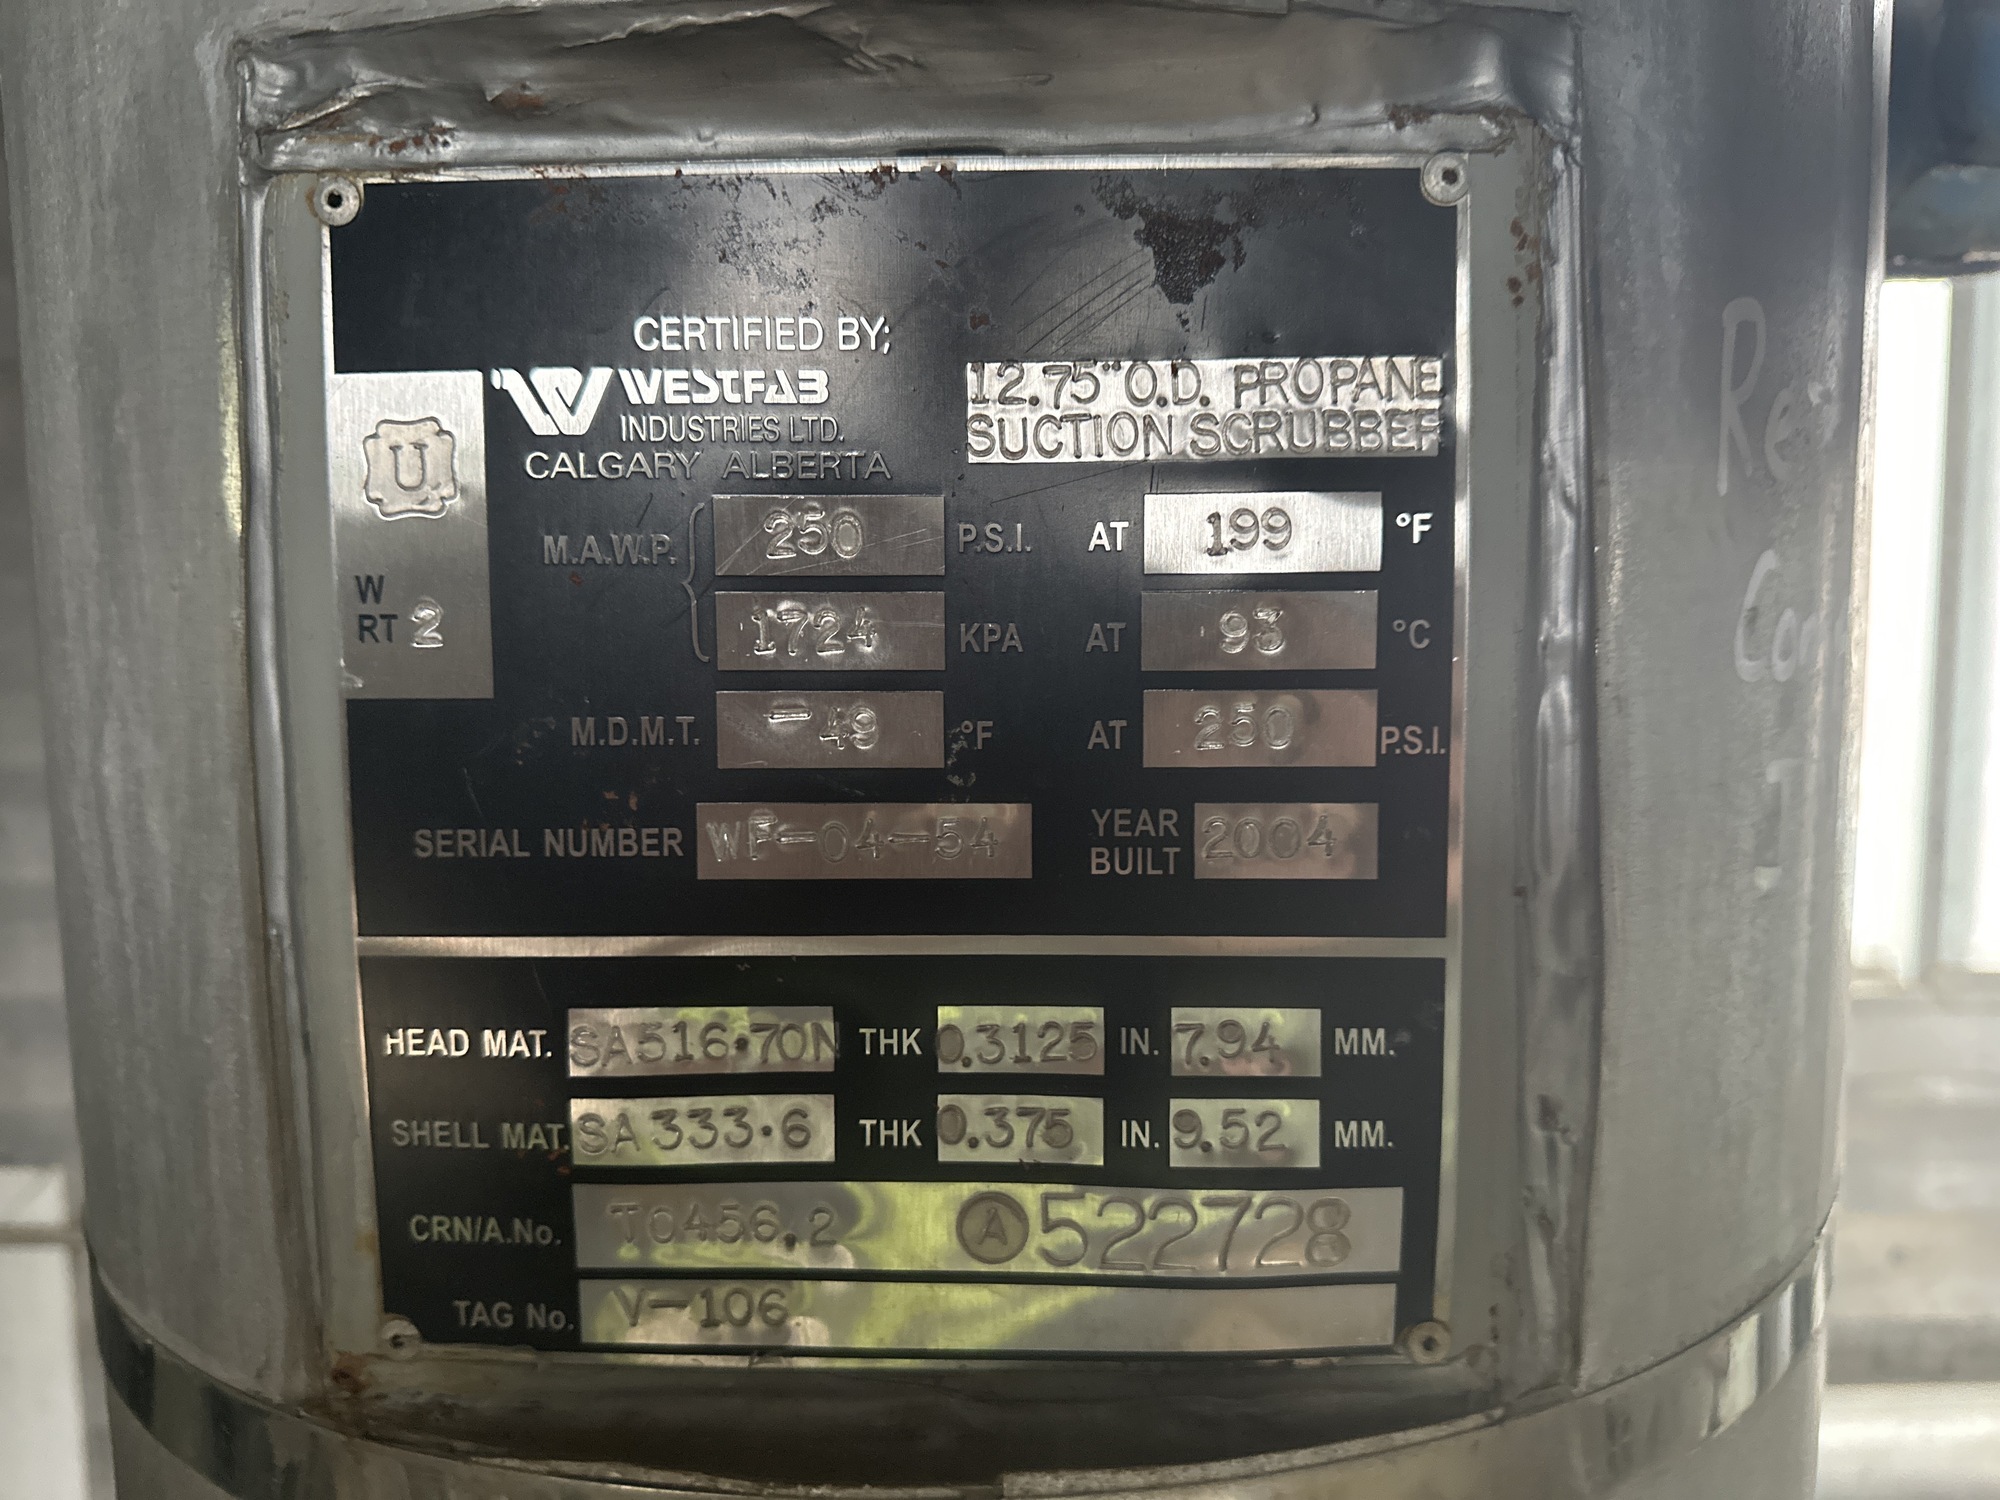 CERTIFIED BY;
WESTFAB
INDUSTRIES LTD.
CALGARY ALBERTA
12.75" O.D. PROPANE
SUCTION SCRUBBER
U
W
RT 2
M.A.W.P. 250 P.S.I. AT 199 °F
1724 KPA AT 93 °C
M.D.M.T. -49 °F AT 250 P.S.I.
SERIAL NUMBER WF-04-54 YEAR BUILT 2004
HEAD MAT. SA516·70N THK 0.3125 IN. 7.94 MM.
SHELL MAT. SA333·6 THK 0.375 IN. 9.52 MM.
CRN/A.No. T0456.2 A 522728
TAG No. V-106